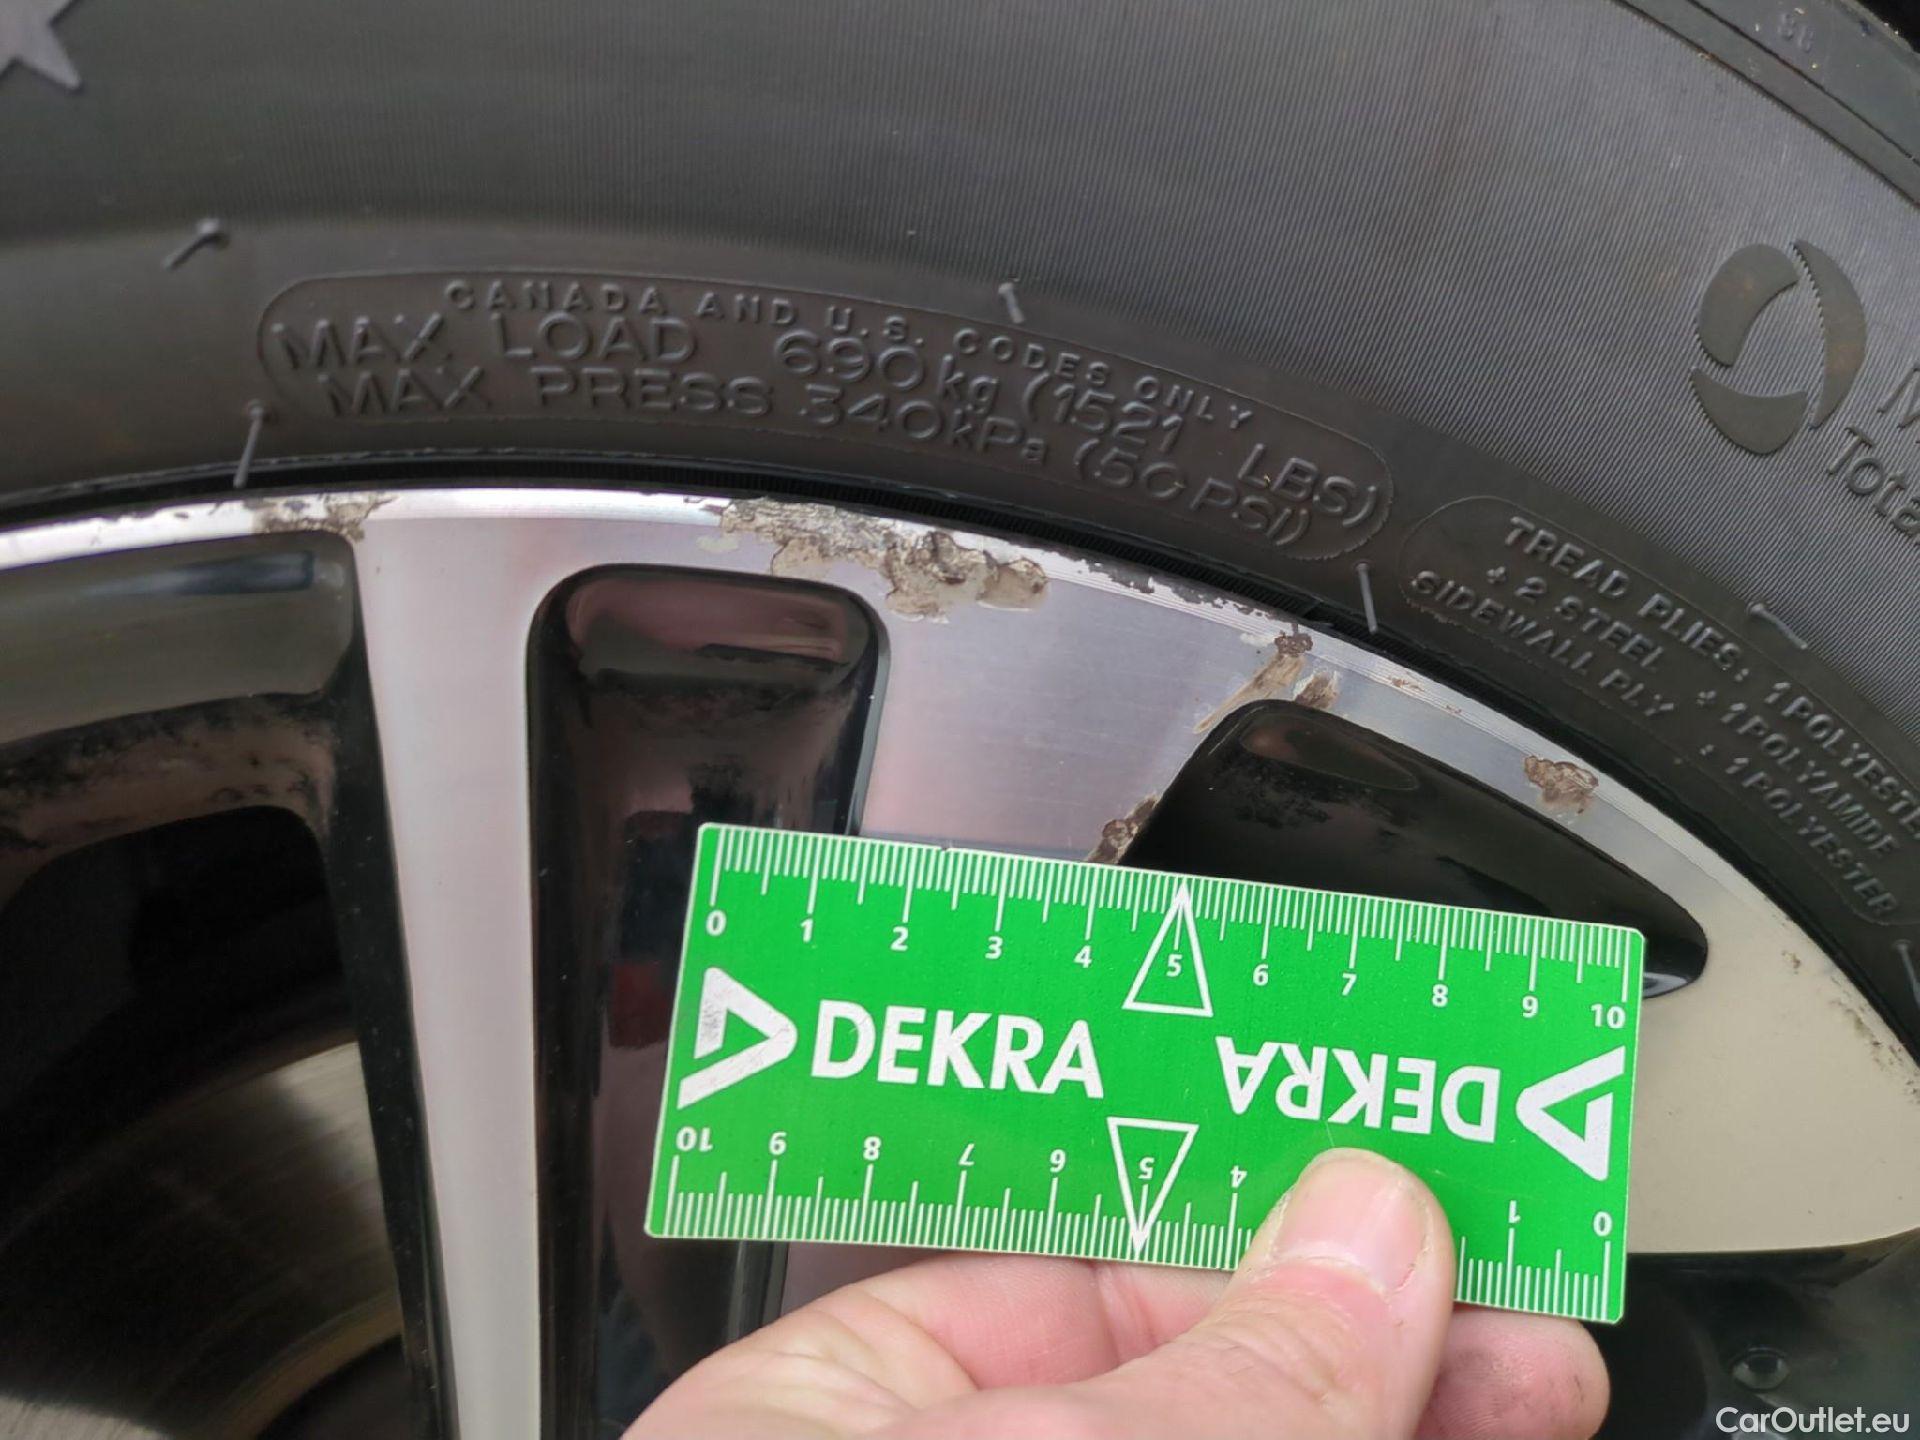 38
CANADA AND U.S. CODES ONLY
MAX. LOAD 690 kg (1521 LBS)
MAX PRESS 340kPa (50 PSI)
TREAD PLIES: 1 POLYESTER
+ 2 STEEL + 1 POLYAMIDE
SIDEWALL PLY : 1 POLYESTER
0 1 2 3 4 5 6 7 8 9 10
DEKRA
DEKRA
10 9 8 7 6 5 4 1 0
CarOutlet.eu